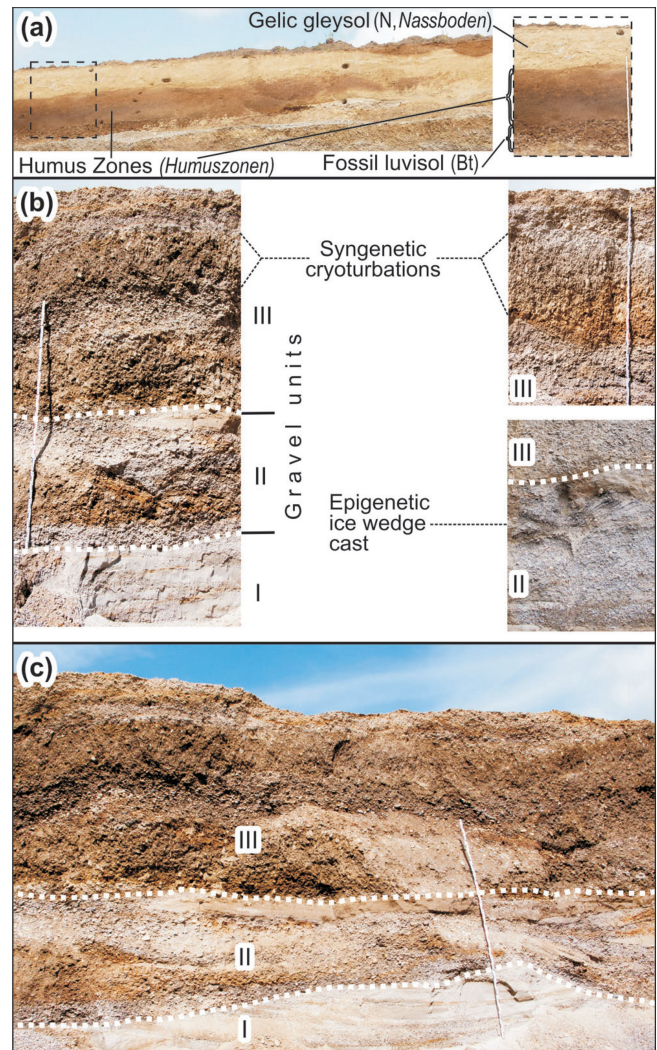 (a)
Gelic gleysol (N, Nassboden)
Humus Zones (Humuszonen)
Fossil luvisol (Bt)
(b)
Syngenetic
cryoturbations
III
II
I
Gravel units
III
III
Epigenetic
ice wedge
cast
II
(c)
III
II
I